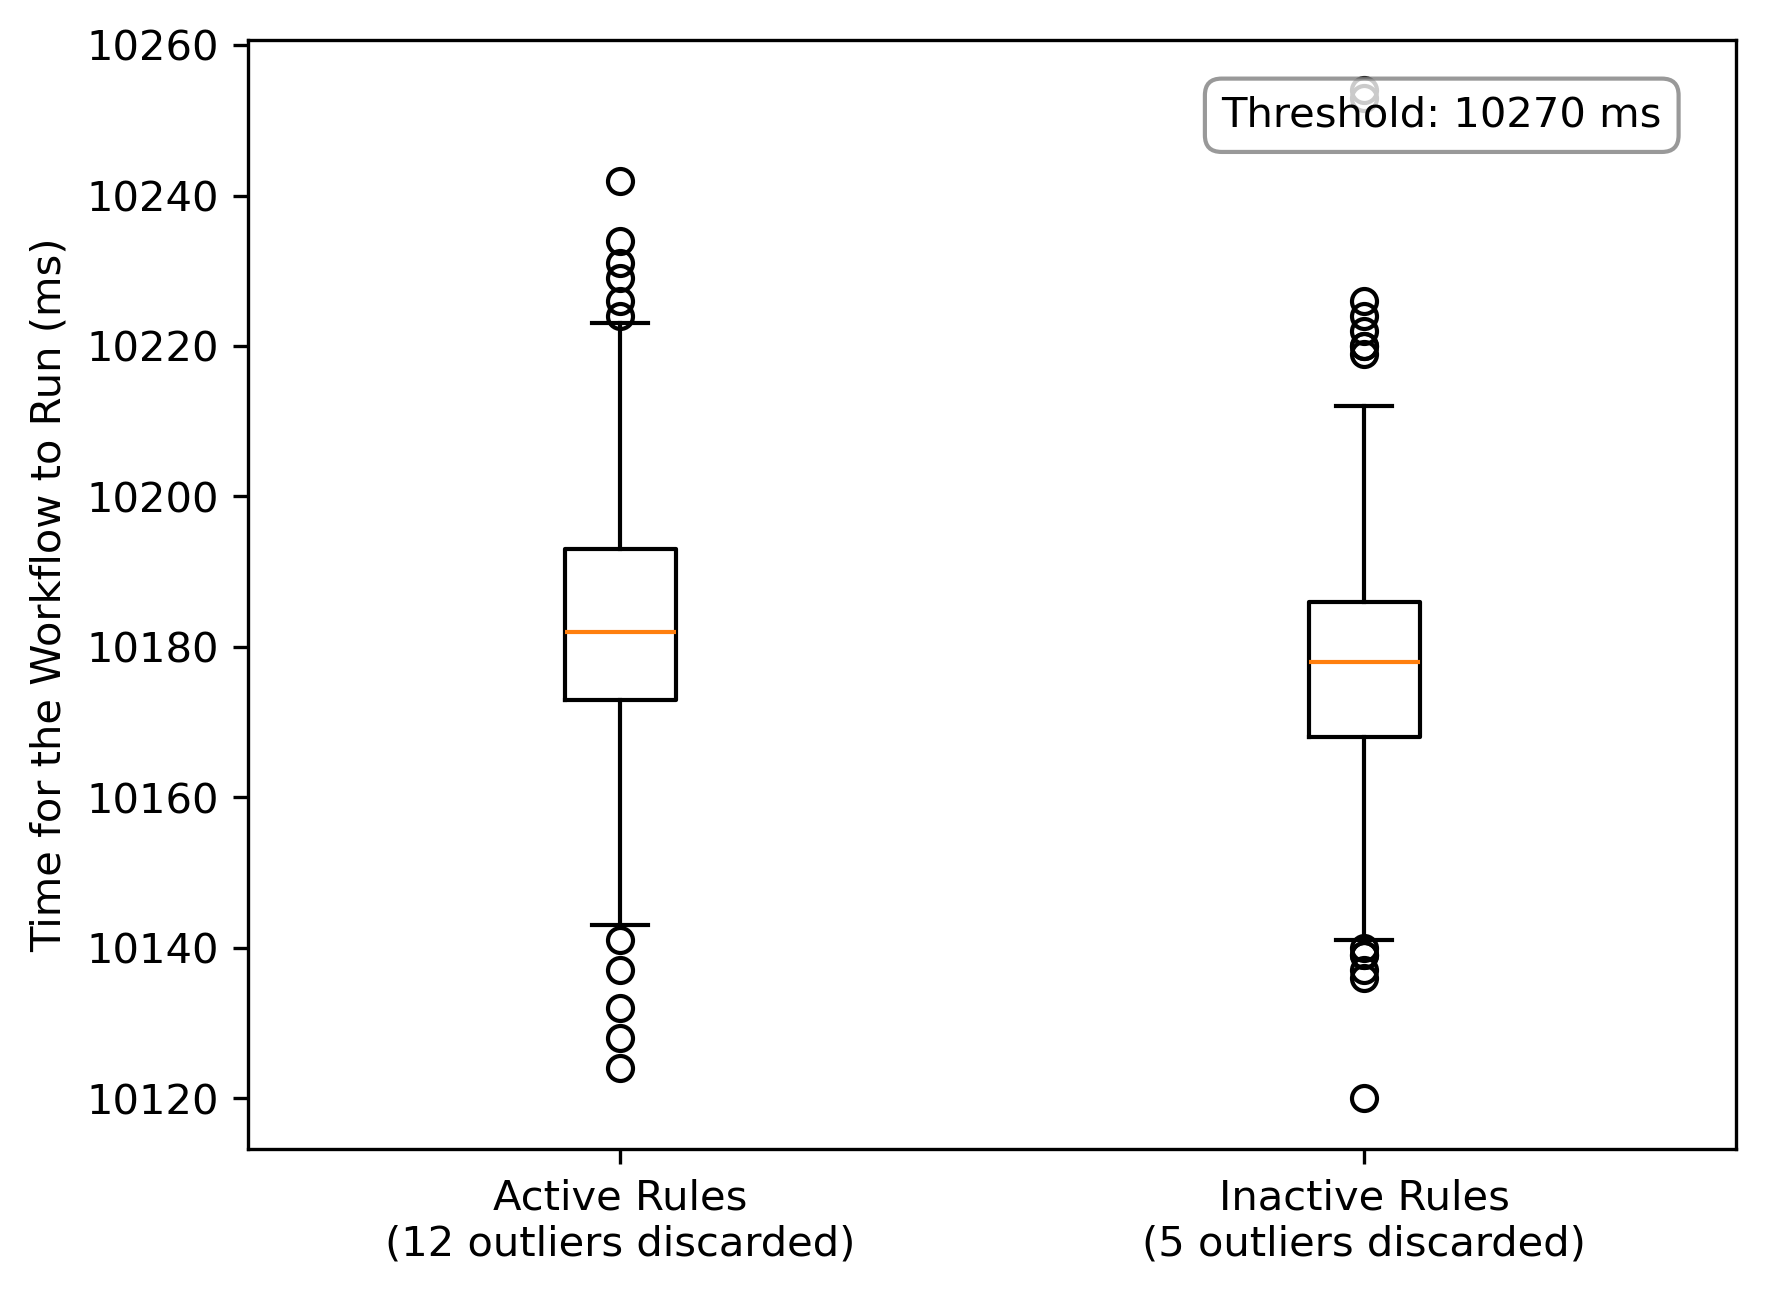 Time for the Workflow to Run (ms)
10260
10240
10220
10200
10180
10160
10140
10120
Threshold: 10270 ms
Active Rules
(12 outliers discarded)
Inactive Rules
(5 outliers discarded)